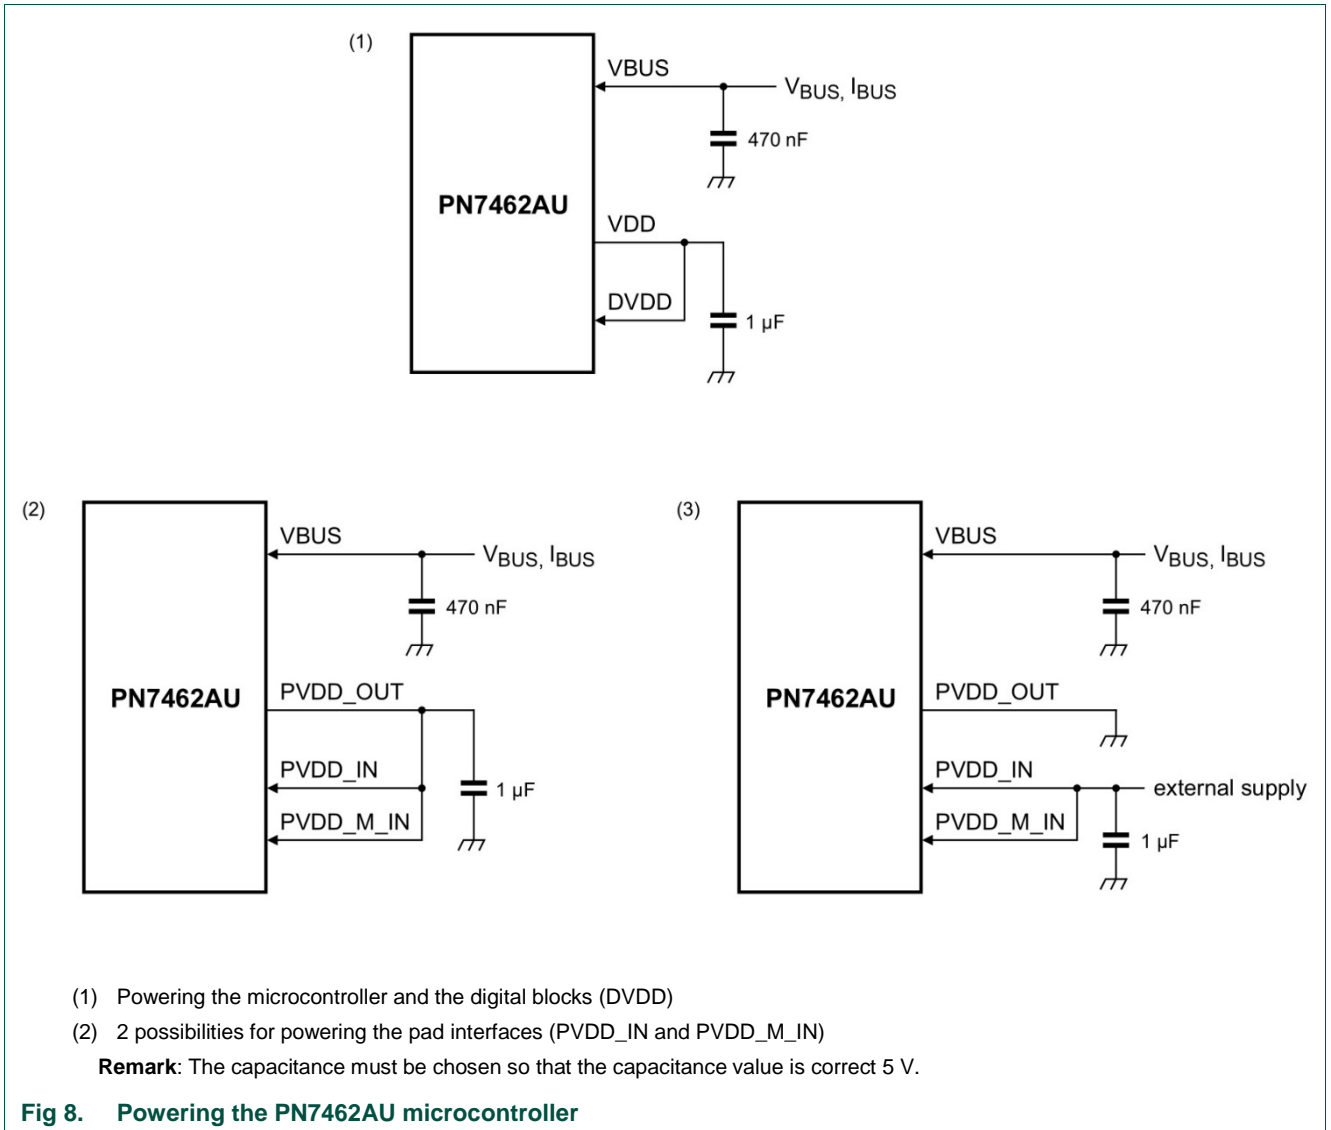 (1)
VBUS
VBUS, IBUS
470 nF
PN7462AU
VDD
DVDD
1 µF
(2)
VBUS
VBUS, IBUS
470 nF
PN7462AU
PVDD_OUT
PVDD_IN
PVDD_M_IN
1 µF
(3)
VBUS
VBUS, IBUS
470 nF
PN7462AU
PVDD_OUT
PVDD_IN
external supply
PVDD_M_IN
1 µF
(1) Powering the microcontroller and the digital blocks (DVDD)
(2) 2 possibilities for powering the pad interfaces (PVDD_IN and PVDD_M_IN)
Remark: The capacitance must be chosen so that the capacitance value is correct 5 V.
Fig 8. Powering the PN7462AU microcontroller